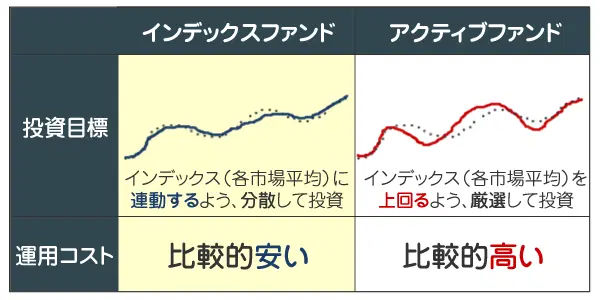 インデックスファンド
アクティブファンド
投資目標
インデックス（各市場平均）に
連動するよう、分散して投資
インデックス（各市場平均）を
上回るよう、厳選して投資
運用コスト
比較的安い
比較的高い